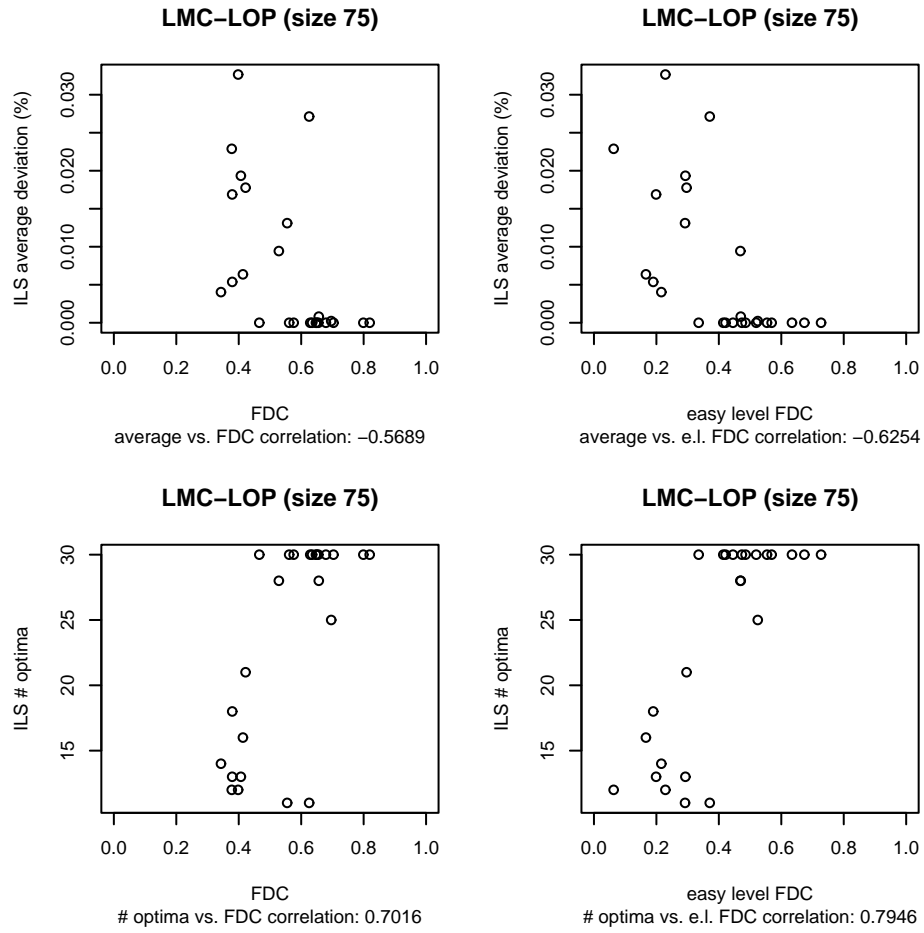 LMC−LOP (size 75)
ILS average deviation (%)
0.030
0.020
0.010
0.000
0.0 0.2 0.4 0.6 0.8 1.0
FDC
average vs. FDC correlation: −0.5689
LMC−LOP (size 75)
ILS average deviation (%)
0.030
0.020
0.010
0.000
0.0 0.2 0.4 0.6 0.8 1.0
easy level FDC
average vs. e.l. FDC correlation: −0.6254
LMC−LOP (size 75)
ILS # optima
30
25
20
15
0.0 0.2 0.4 0.6 0.8 1.0
FDC
# optima vs. FDC correlation: 0.7016
LMC−LOP (size 75)
ILS # optima
30
25
20
15
0.0 0.2 0.4 0.6 0.8 1.0
easy level FDC
# optima vs e.l. FDC correlation: 0.7946